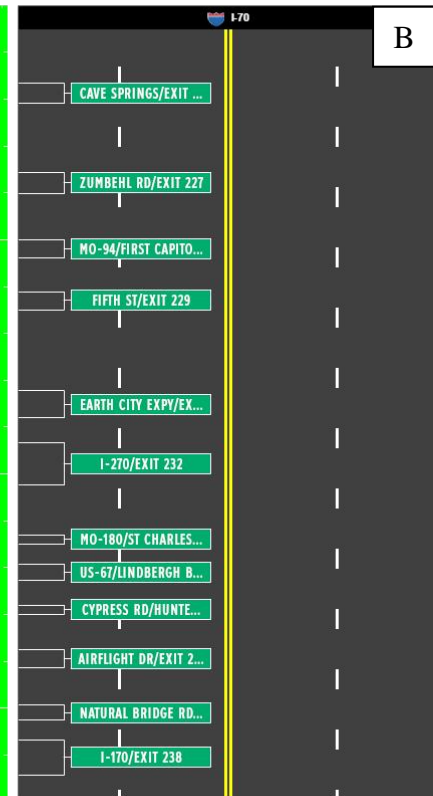 I-70
B
CAVE SPRINGS/EXIT ...
ZUMBEHL RD/EXIT 227
MO-94/FIRST CAPITO...
FIFTH ST/EXIT 229
EARTH CITY EXPY/EX...
I-270/EXIT 232
MO-180/ST CHARLES...
US-67/LINDBERGH B...
CYPRESS RD/HUNTE...
AIRFLIGHT DR/EXIT 2...
NATURAL BRIDGE RD...
I-170/EXIT 238